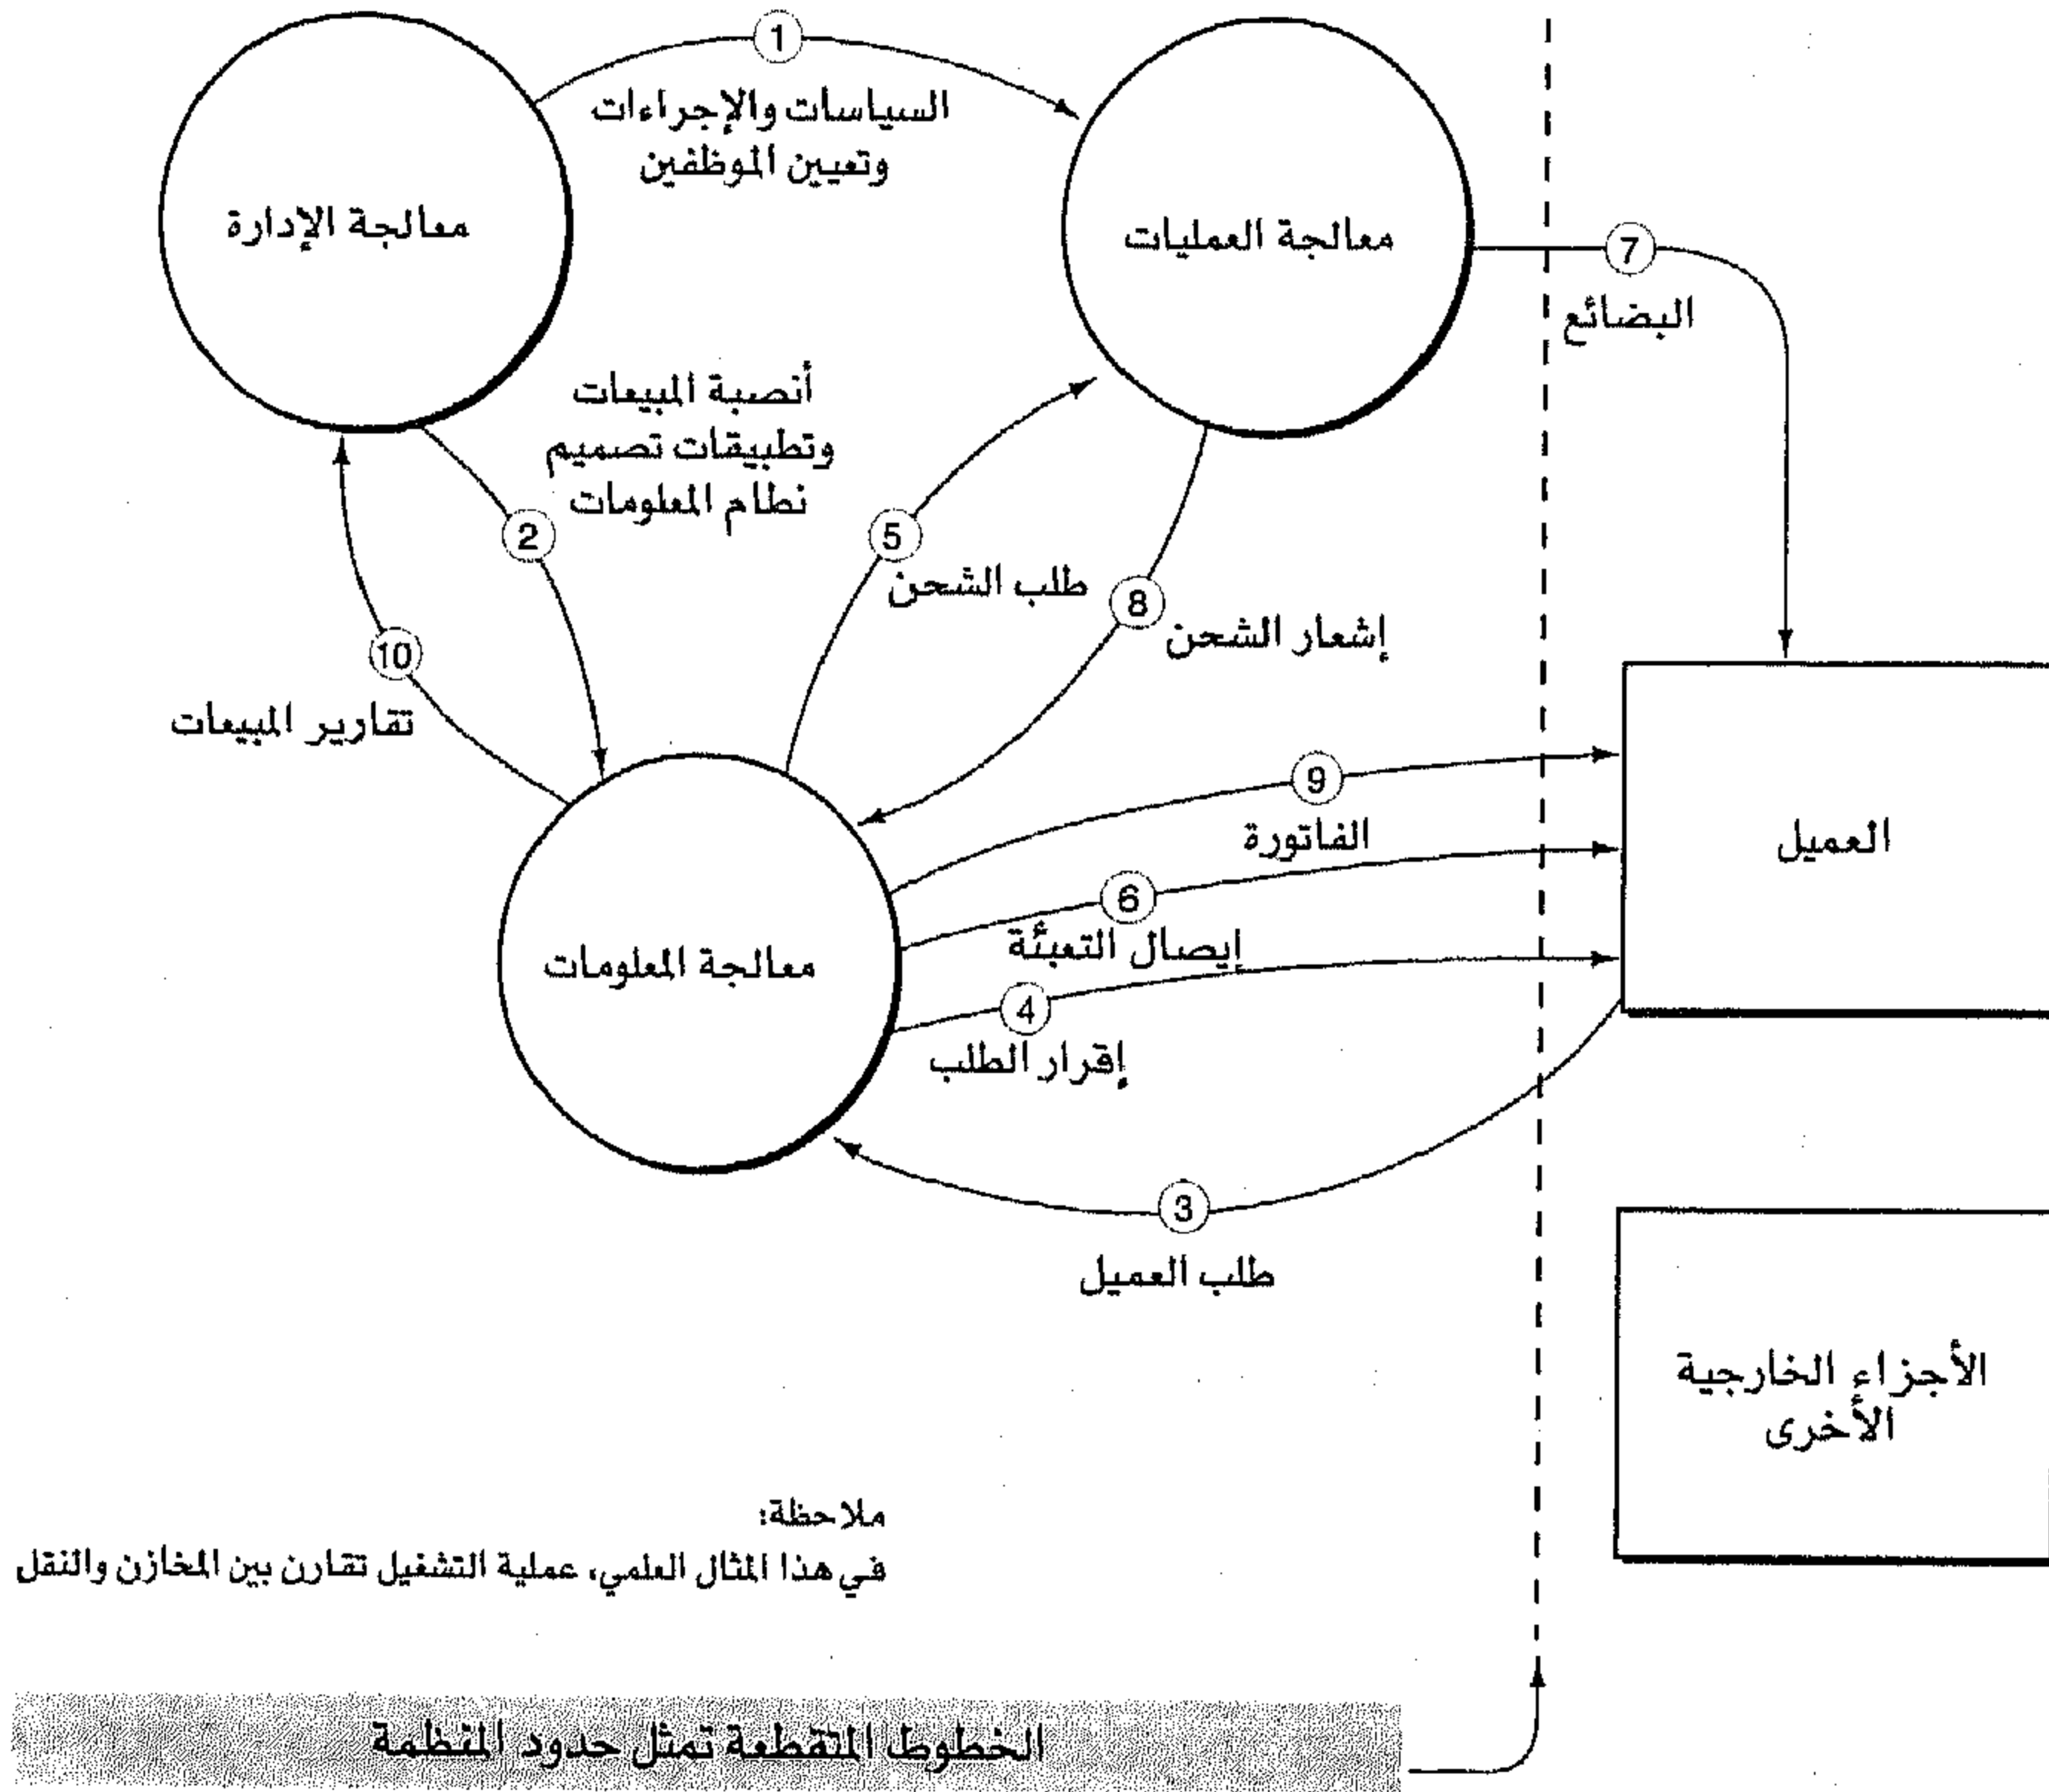 1
السياسات والإجراءات
وتعيين الموظفين
معالجة العمليات
معالجة الإدارة
7
البضائع
أنصبة المبيعات
وتطبيقات تصميم
نظام المعلومات
2
5
طلب الشحن
8
إشعار الشحن
10
تقارير المبيعات
9
الفاتورة
العميل
6
إيصال التعبئة
معالجة المعلومات
4
إقرار الطلب
3
طلب العميل
الأجزاء الخارجية
الأخرى
ملاحظة:
في هذا المثال العلمي، عملية التشغيل تقارن بين المخازن والنقل
الخطوط المتقطعة تمثل حدود المنظمة